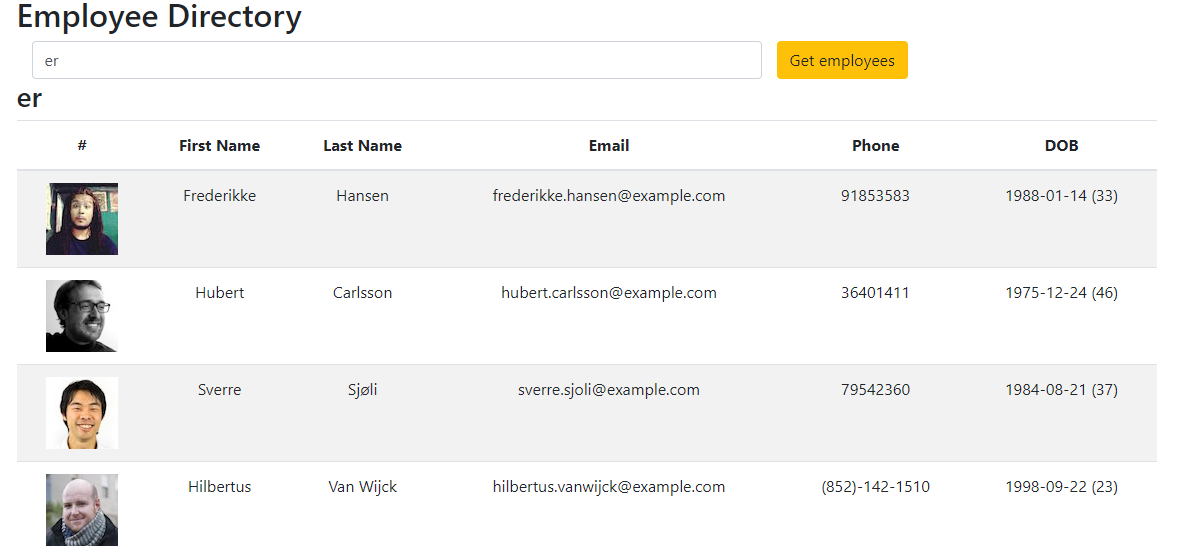 Employee Directory
er
Get employees
er
# First Name Last Name Email Phone DOB
Frederikke Hansen frederikke.hansen@example.com 91853583 1988-01-14 (33)
Hubert Carlsson hubert.carlsson@example.com 36401411 1975-12-24 (46)
Sverre Sjøli sverre.sjoli@example.com 79542360 1984-08-21 (37)
Hilbertus Van Wijck hilbertus.vanwijck@example.com (852)-142-1510 1998-09-22 (23)